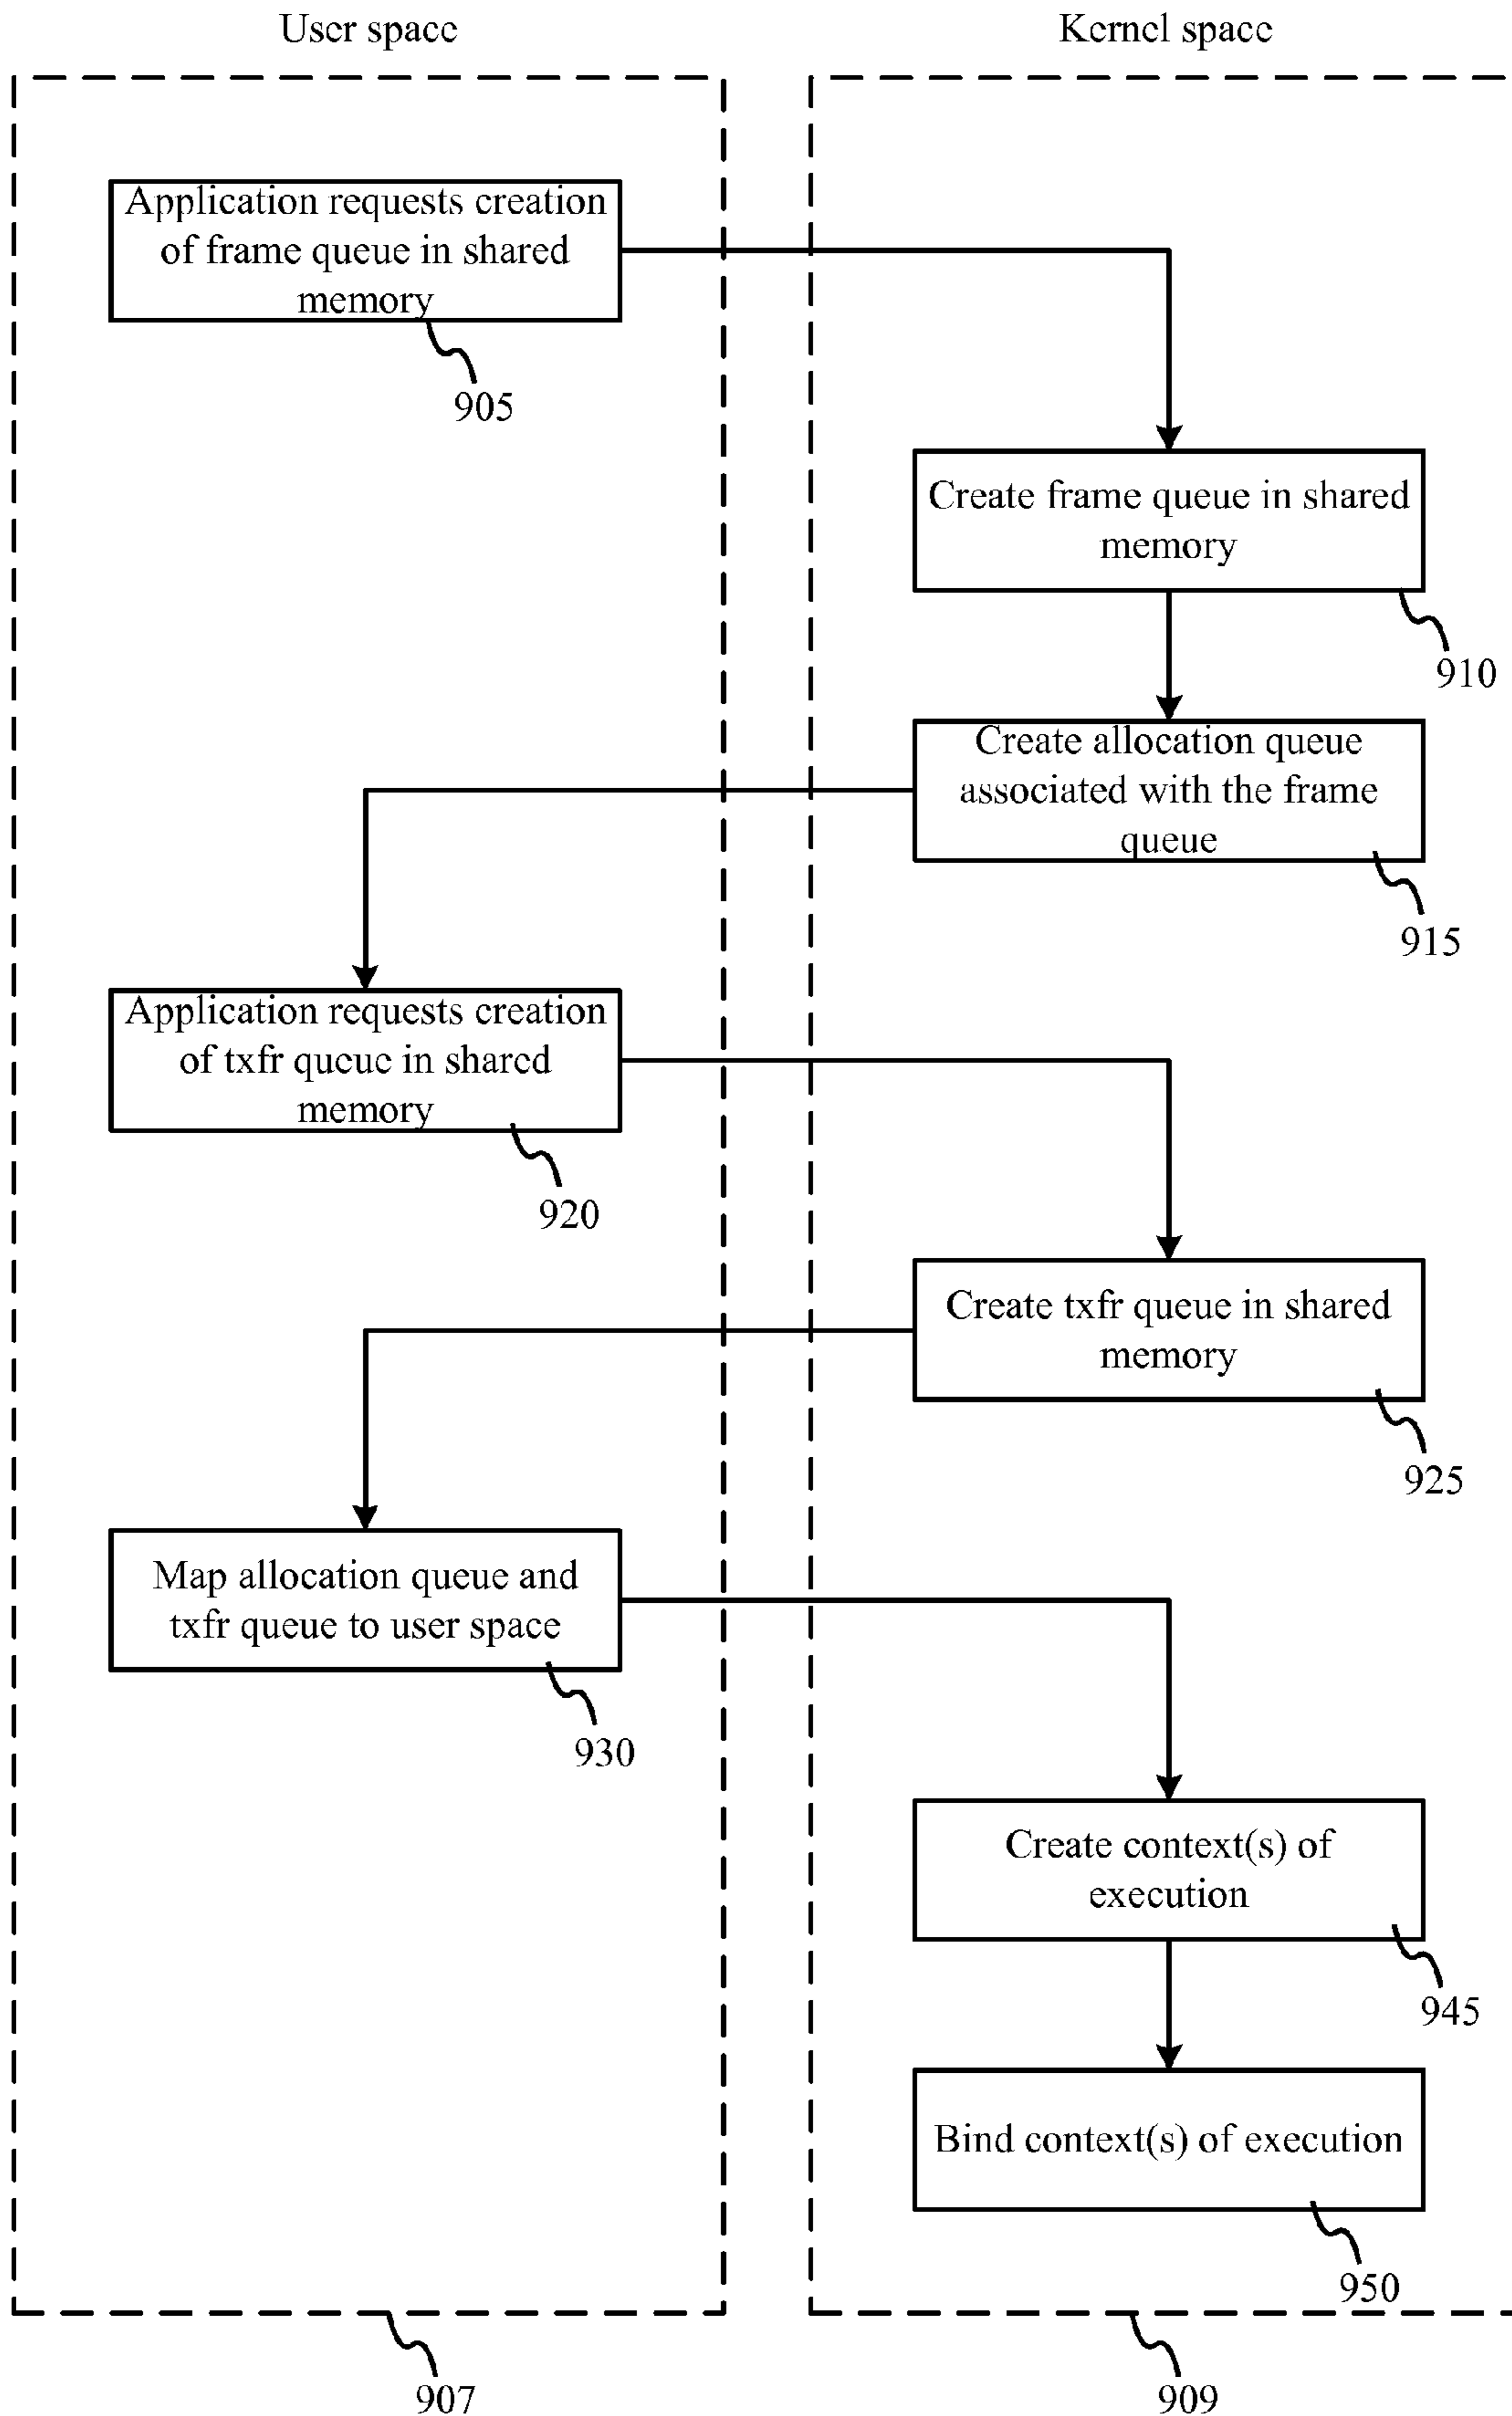 User space
Kernel space
Application requests creation
of frame queue in shared
memory
905
Create frame queue in shared
memory
910
Create allocation queue
associated with the frame
queue
915
Application requests creation
of txfr queue in shared
memory
920
Create txfr queue in shared
memory
925
Map allocation queue and
txfr queue to user space
930
Create context(s) of
execution
945
Bind context(s) of execution
950
907
909